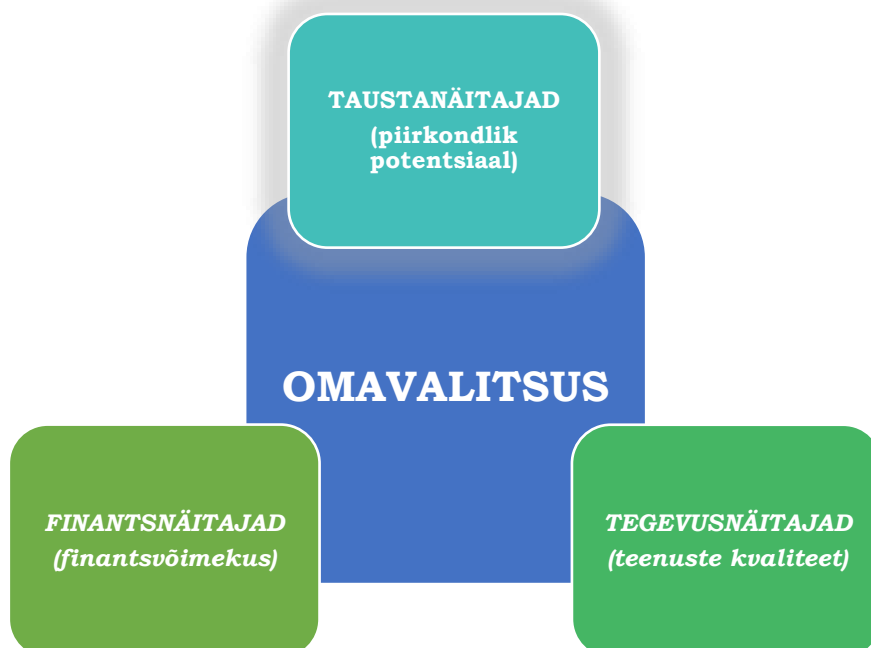 TAUSTANÄITAJAD
(piirkondlik
potentsiaal)
OMAVALITSUS
FINANTSNÄITAJAD
(finantsvõimekus)
TEGEVUSNÄITAJAD
(teenuste kvaliteet)